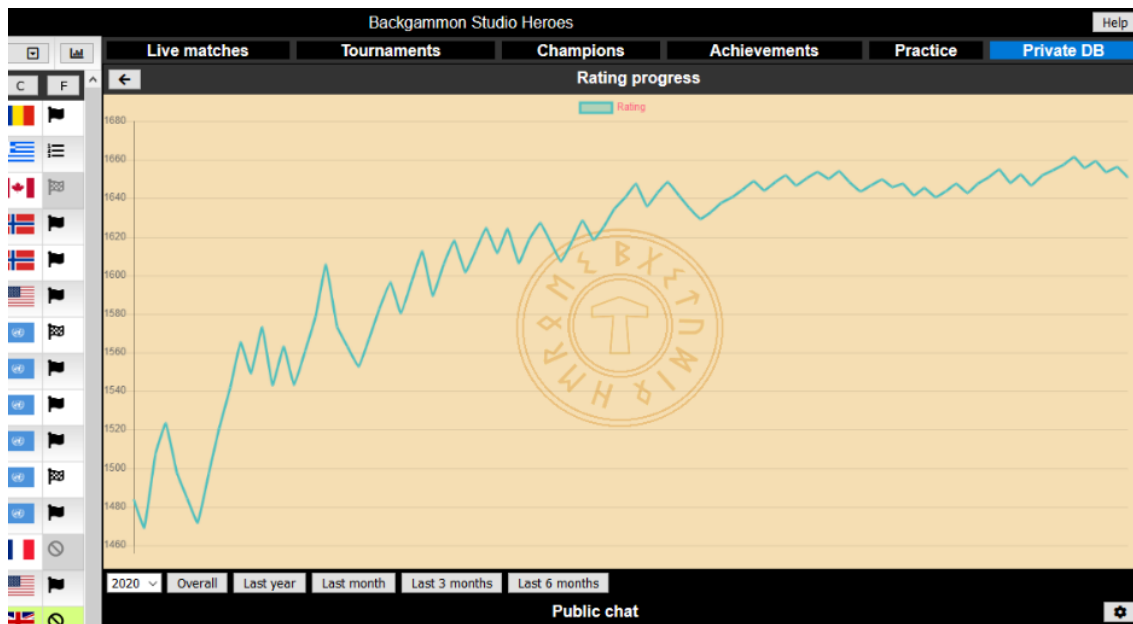 Backgammon Studio Heroes
Help
Live matches Tournaments Champions Achievements Practice Private DB
C F
Rating progress
Rating
1680
1660
1640
1620
1600
1580
1560
1540
1520
1500
1480
1460
2020 Overall Last year Last month Last 3 months Last 6 months
Public chat